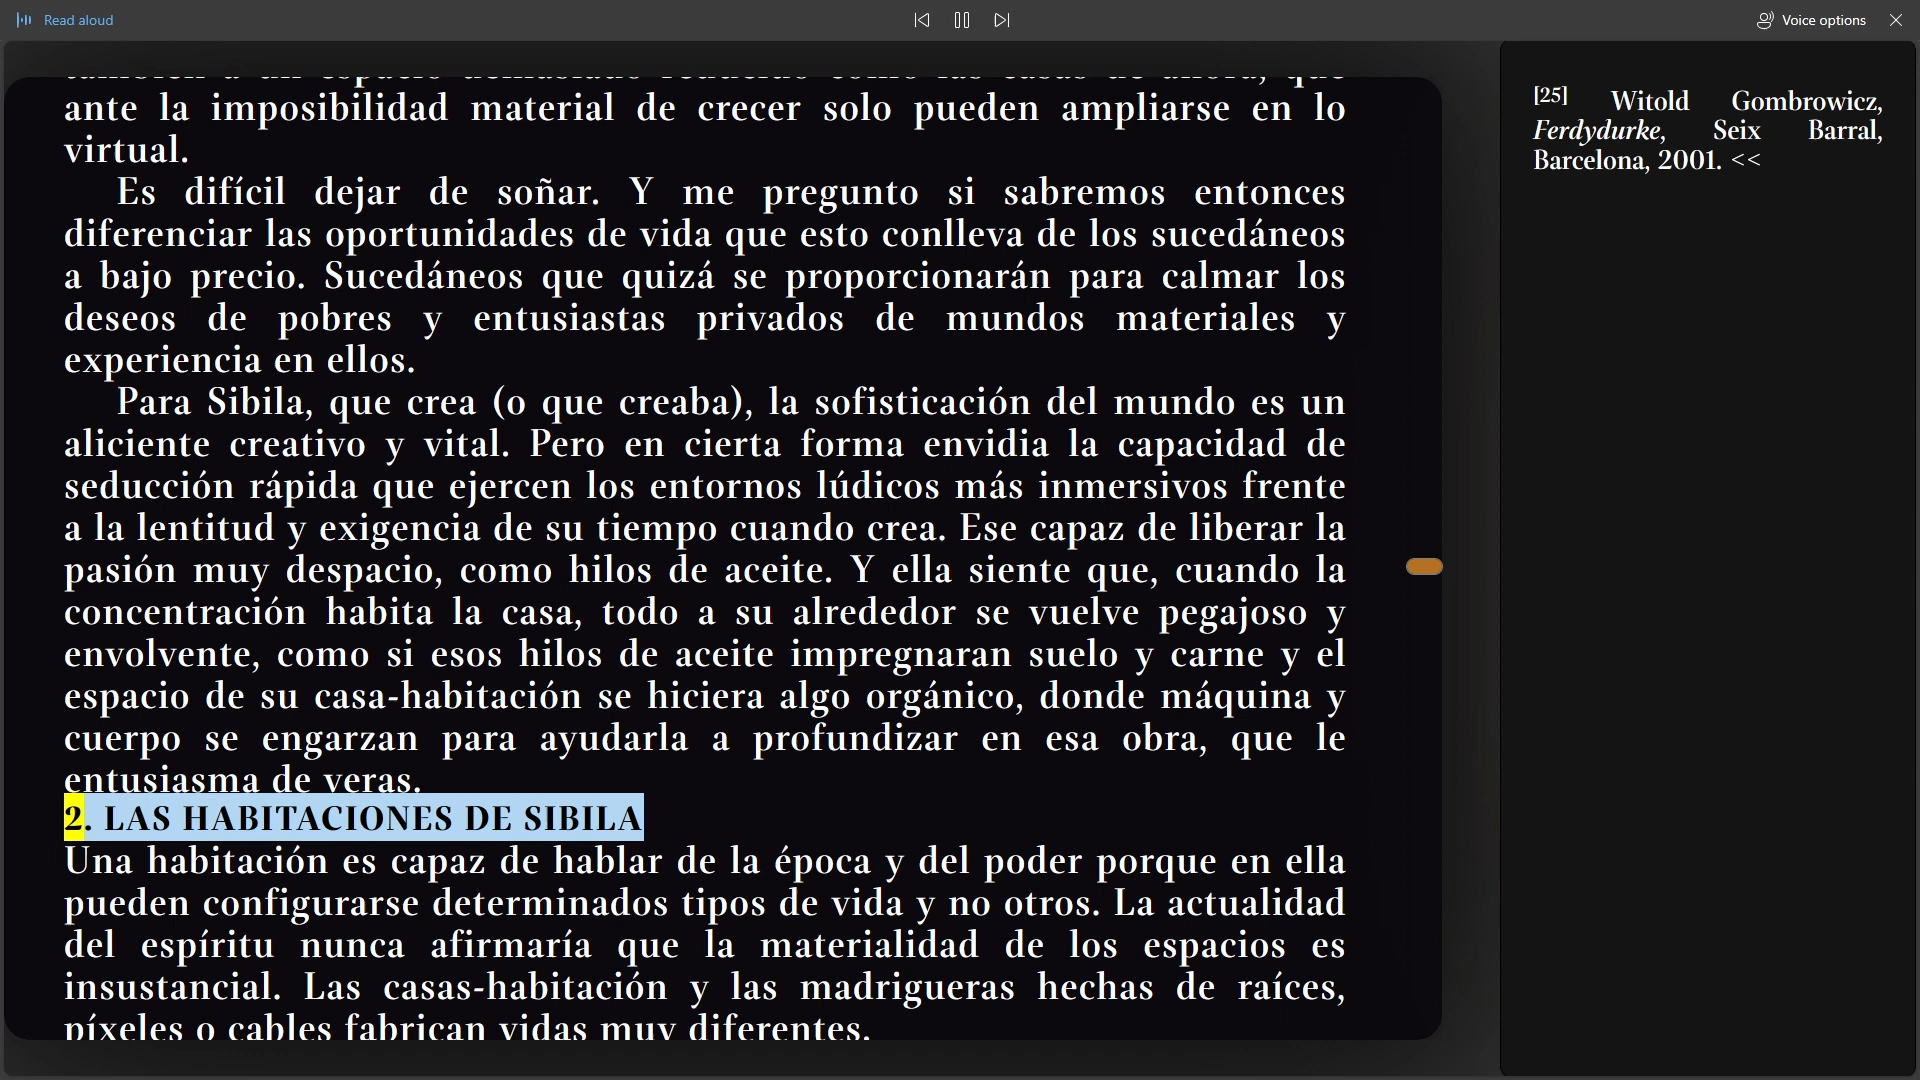 Read aloud
Voice options
ante la imposibilidad material de crecer solo pueden ampliarse en lo
virtual.
Es difícil dejar de soñar. Y me pregunto si sabremos entonces
diferenciar las oportunidades de vida que esto conlleva de los sucedáneos
a bajo precio. Sucedáneos que quizá se proporcionarán para calmar los
deseos de pobres y entusiastas privados de mundos materiales y
experiencia en ellos.
Para Sibila, que crea (o que creaba), la sofisticación del mundo es un
aliciente creativo y vital. Pero en cierta forma envidia la capacidad de
seducción rápida que ejercen los entornos lúdicos más inmersivos frente
a la lentitud y exigencia de su tiempo cuando crea. Ese capaz de liberar la
pasión muy despacio, como hilos de aceite. Y ella siente que, cuando la
concentración habita la casa, todo a su alrededor se vuelve pegajoso y
envolvente, como si esos hilos de aceite impregnaran suelo y carne y el
espacio de su casa-habitación se hiciera algo orgánico, donde máquina y
cuerpo se engarzan para ayudarla a profundizar en esa obra, que le
entusiasma de veras.
2. LAS HABITACIONES DE SIBILA
Una habitación es capaz de hablar de la época y del poder porque en ella
pueden configurarse determinados tipos de vida y no otros. La actualidad
del espíritu nunca afirmaría que la materialidad de los espacios es
insustancial. Las casas-habitación y las madrigueras hechas de raíces,
píxeles o cables fabrican vidas muy diferentes.
[25] Witold Gombrowicz,
Ferdydurke, Seix Barral,
Barcelona, 2001. <<